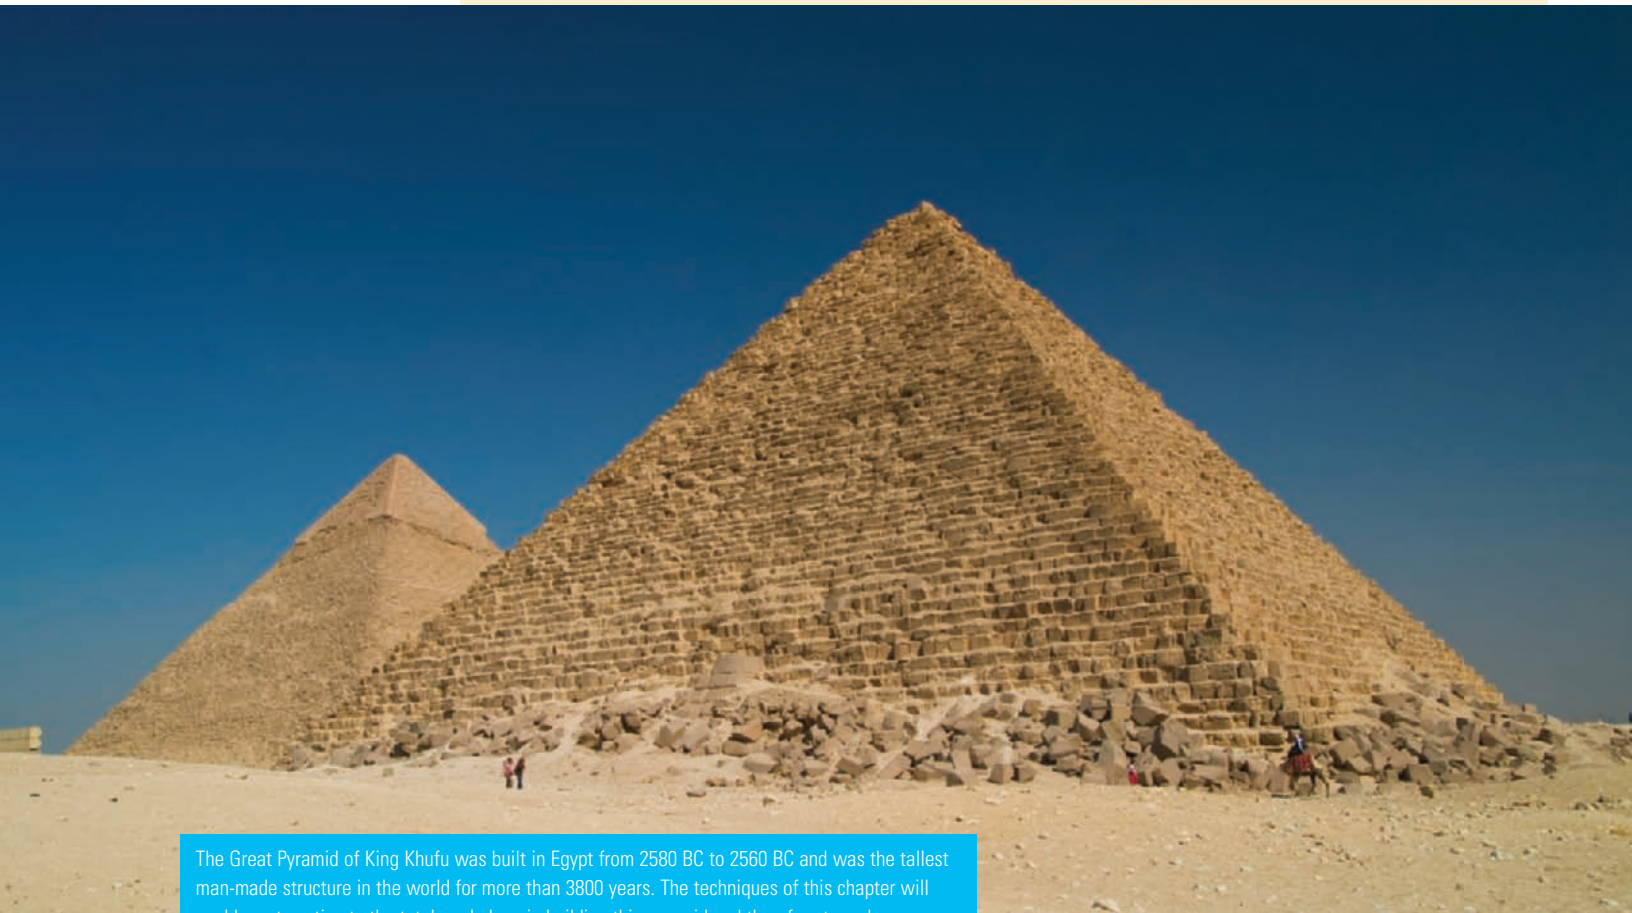 The Great Pyramid of King Khufu was built in Egypt from 2580 BC to 2560 BC and was the tallest
man-made structure in the world for more than 3800 years. The techniques of this chapter will